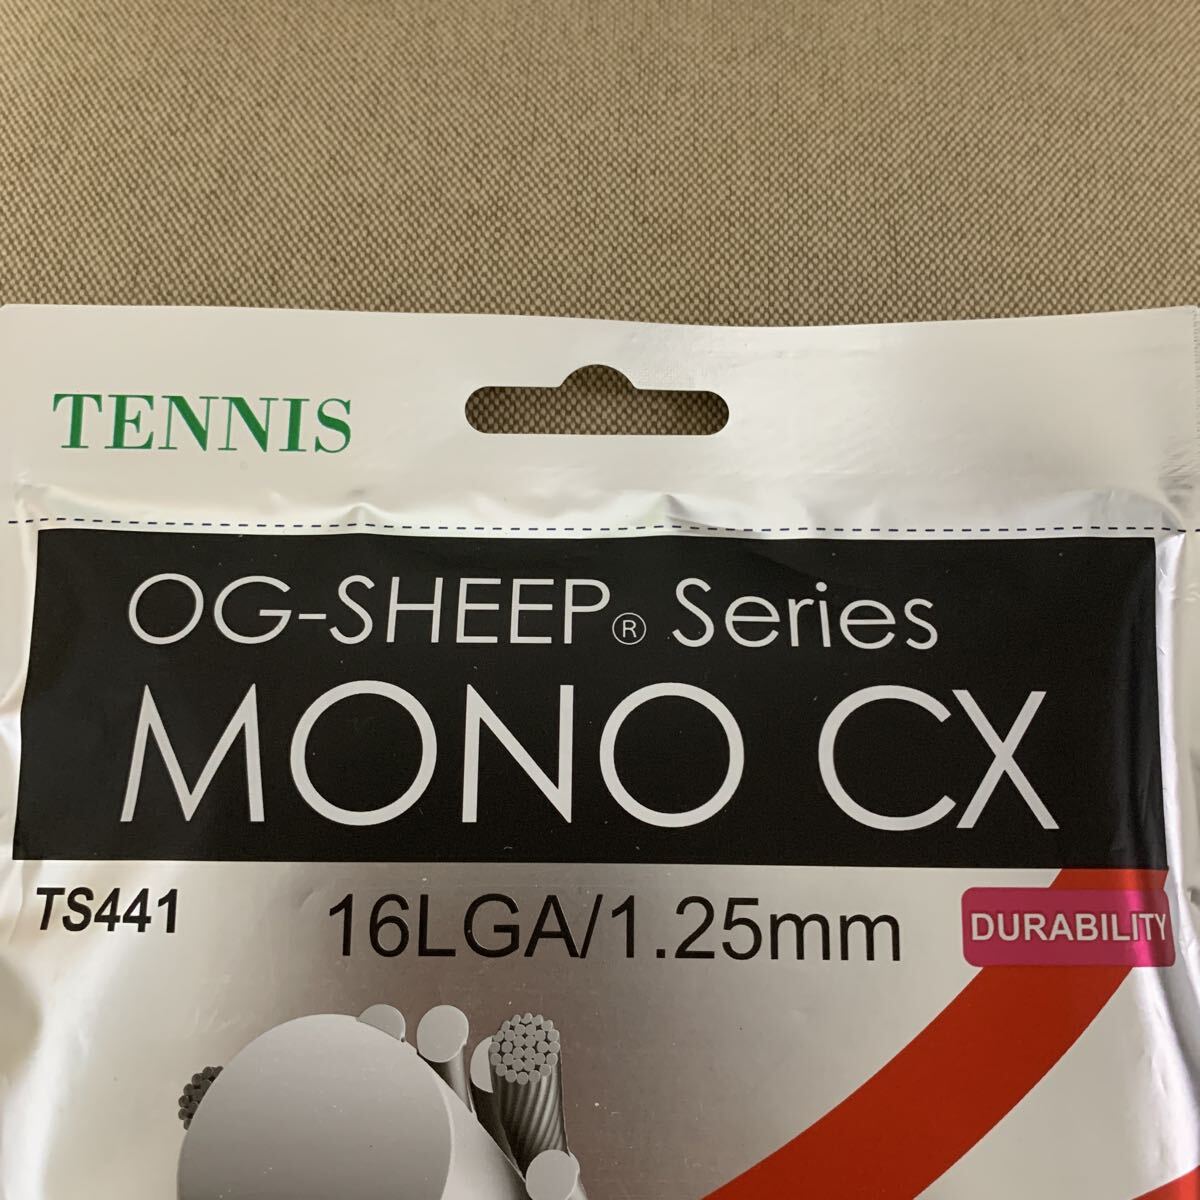 TENNIS
OG-SHEEP® Series
MONO CX
TS441
16LGA/1.25mm
DURABILITY